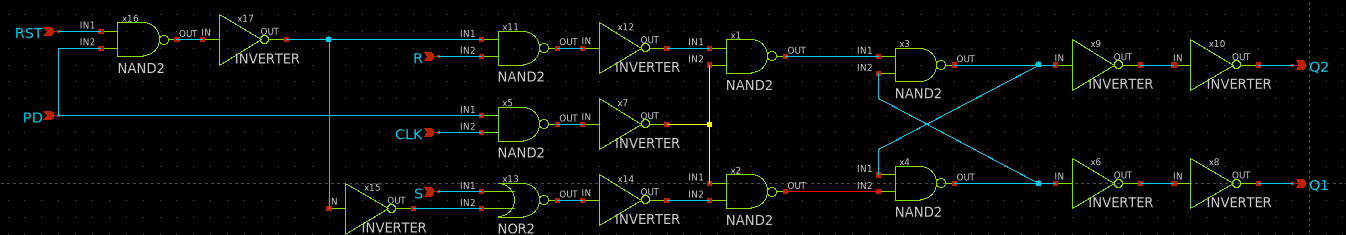 x16 x17
RST IN1 OUT IN OUT IN1 x11 x12 x1 x3 x9 x10
IN2 R IN2 OUT IN OUT IN1 OUT IN1 OUT IN OUT IN OUT Q2
NAND2 INVERTER NAND2 INVERTER IN2 NAND2 IN2 NAND2 INVERTER INVERTER
PD IN1 x5 x7
CLK IN2 OUT IN OUT
NAND2 INVERTER
x15 S IN1 x13 x14 IN1 x2 IN1 x4 x6 x8
IN OUT IN2 OUT IN OUT IN2 OUT IN2 OUT IN OUT IN OUT Q1
INVERTER NOR2 INVERTER NAND2 NAND2 INVERTER INVERTER